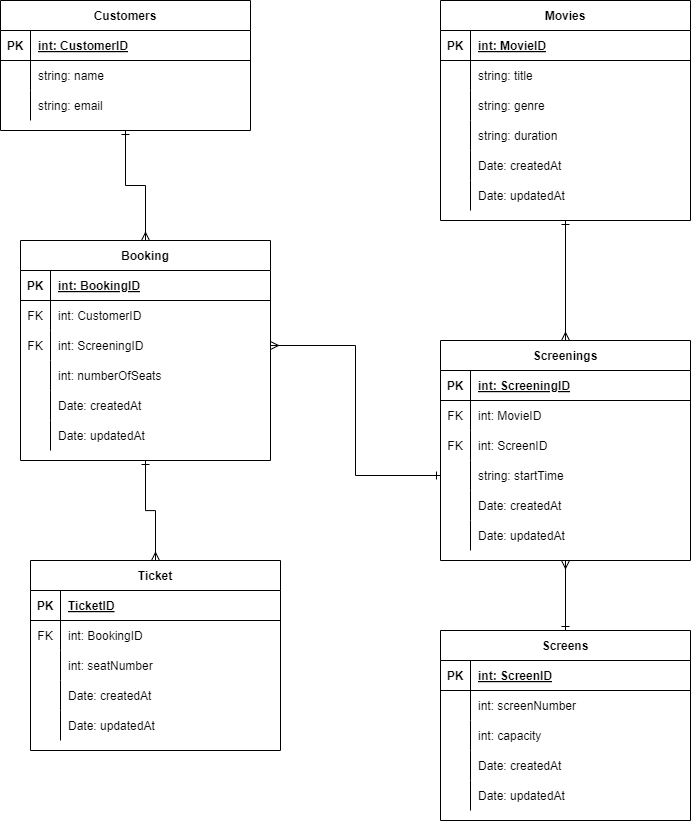 Customers
PK int: CustomerID
string: name
string: email
Movies
PK int: MovieID
string: title
string: genre
string: duration
Date: createdAt
Date: updatedAt
Booking
PK int: BookingID
FK int: CustomerID
FK int: ScreeningID
int: numberOfSeats
Date: createdAt
Date: updatedAt
Screenings
PK int: ScreeningID
FK int: MovieID
FK int: ScreenID
string: startTime
Date: createdAt
Date: updatedAt
Ticket
PK TicketID
FK int: BookingID
int: seatNumber
Date: createdAt
Date: updatedAt
Screens
PK int: ScreenID
int: screenNumber
int: capacity
Date: createdAt
Date: updatedAt